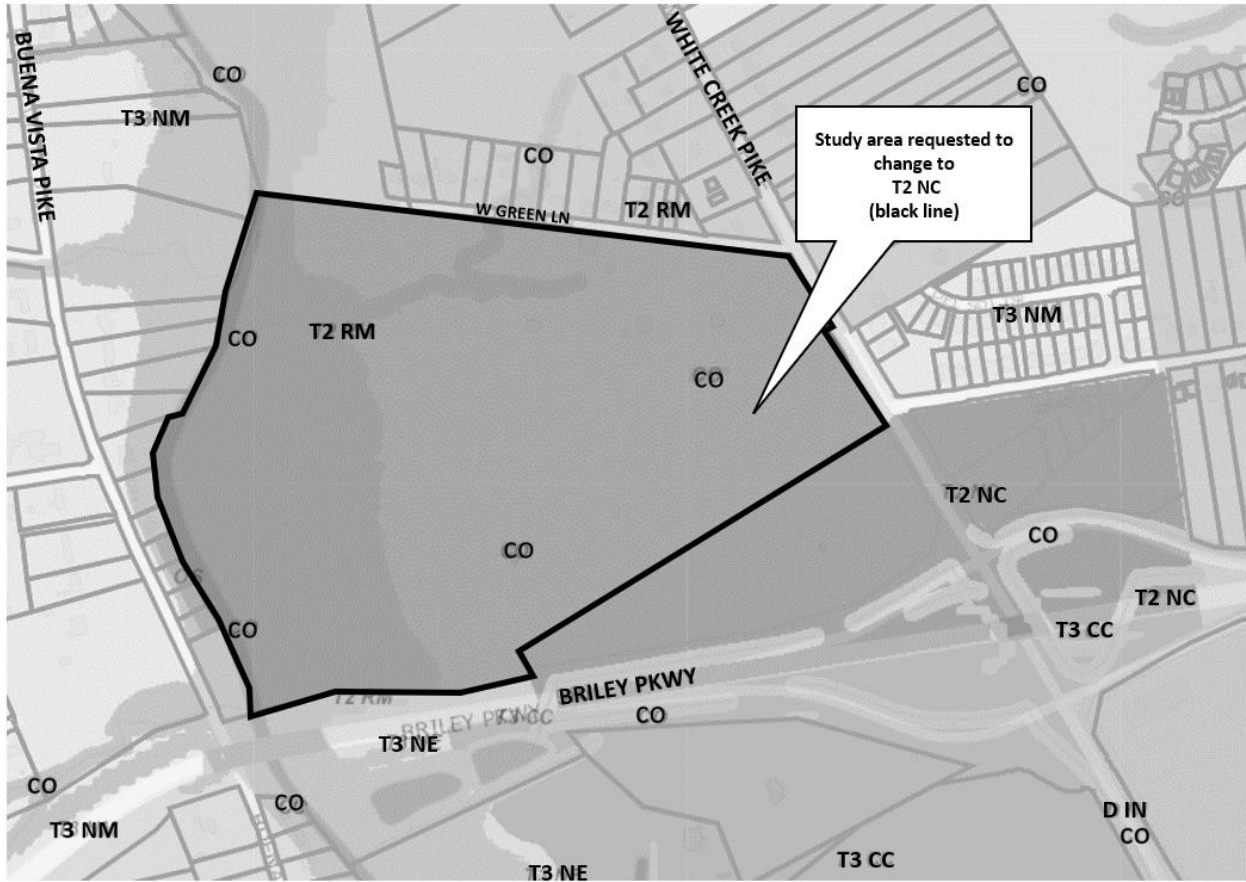 BUENA VISTA PIKE
CO
T3 NM
WHITE CREEK PIKE
CO
CO
Study area requested to
change to
T2 NC
(black line)
W GREEN LN
T2 RM
T3 NM
CO
T2 RM
CO
T2 NC
CO
CO
T2 NC
CO
T3 CC
T2 RM
BRILEY PKWY
BRILEY PKWY
CO
T3 NE
CO
CO
T3 NM
D IN
CO
T3 CC
T3 NE